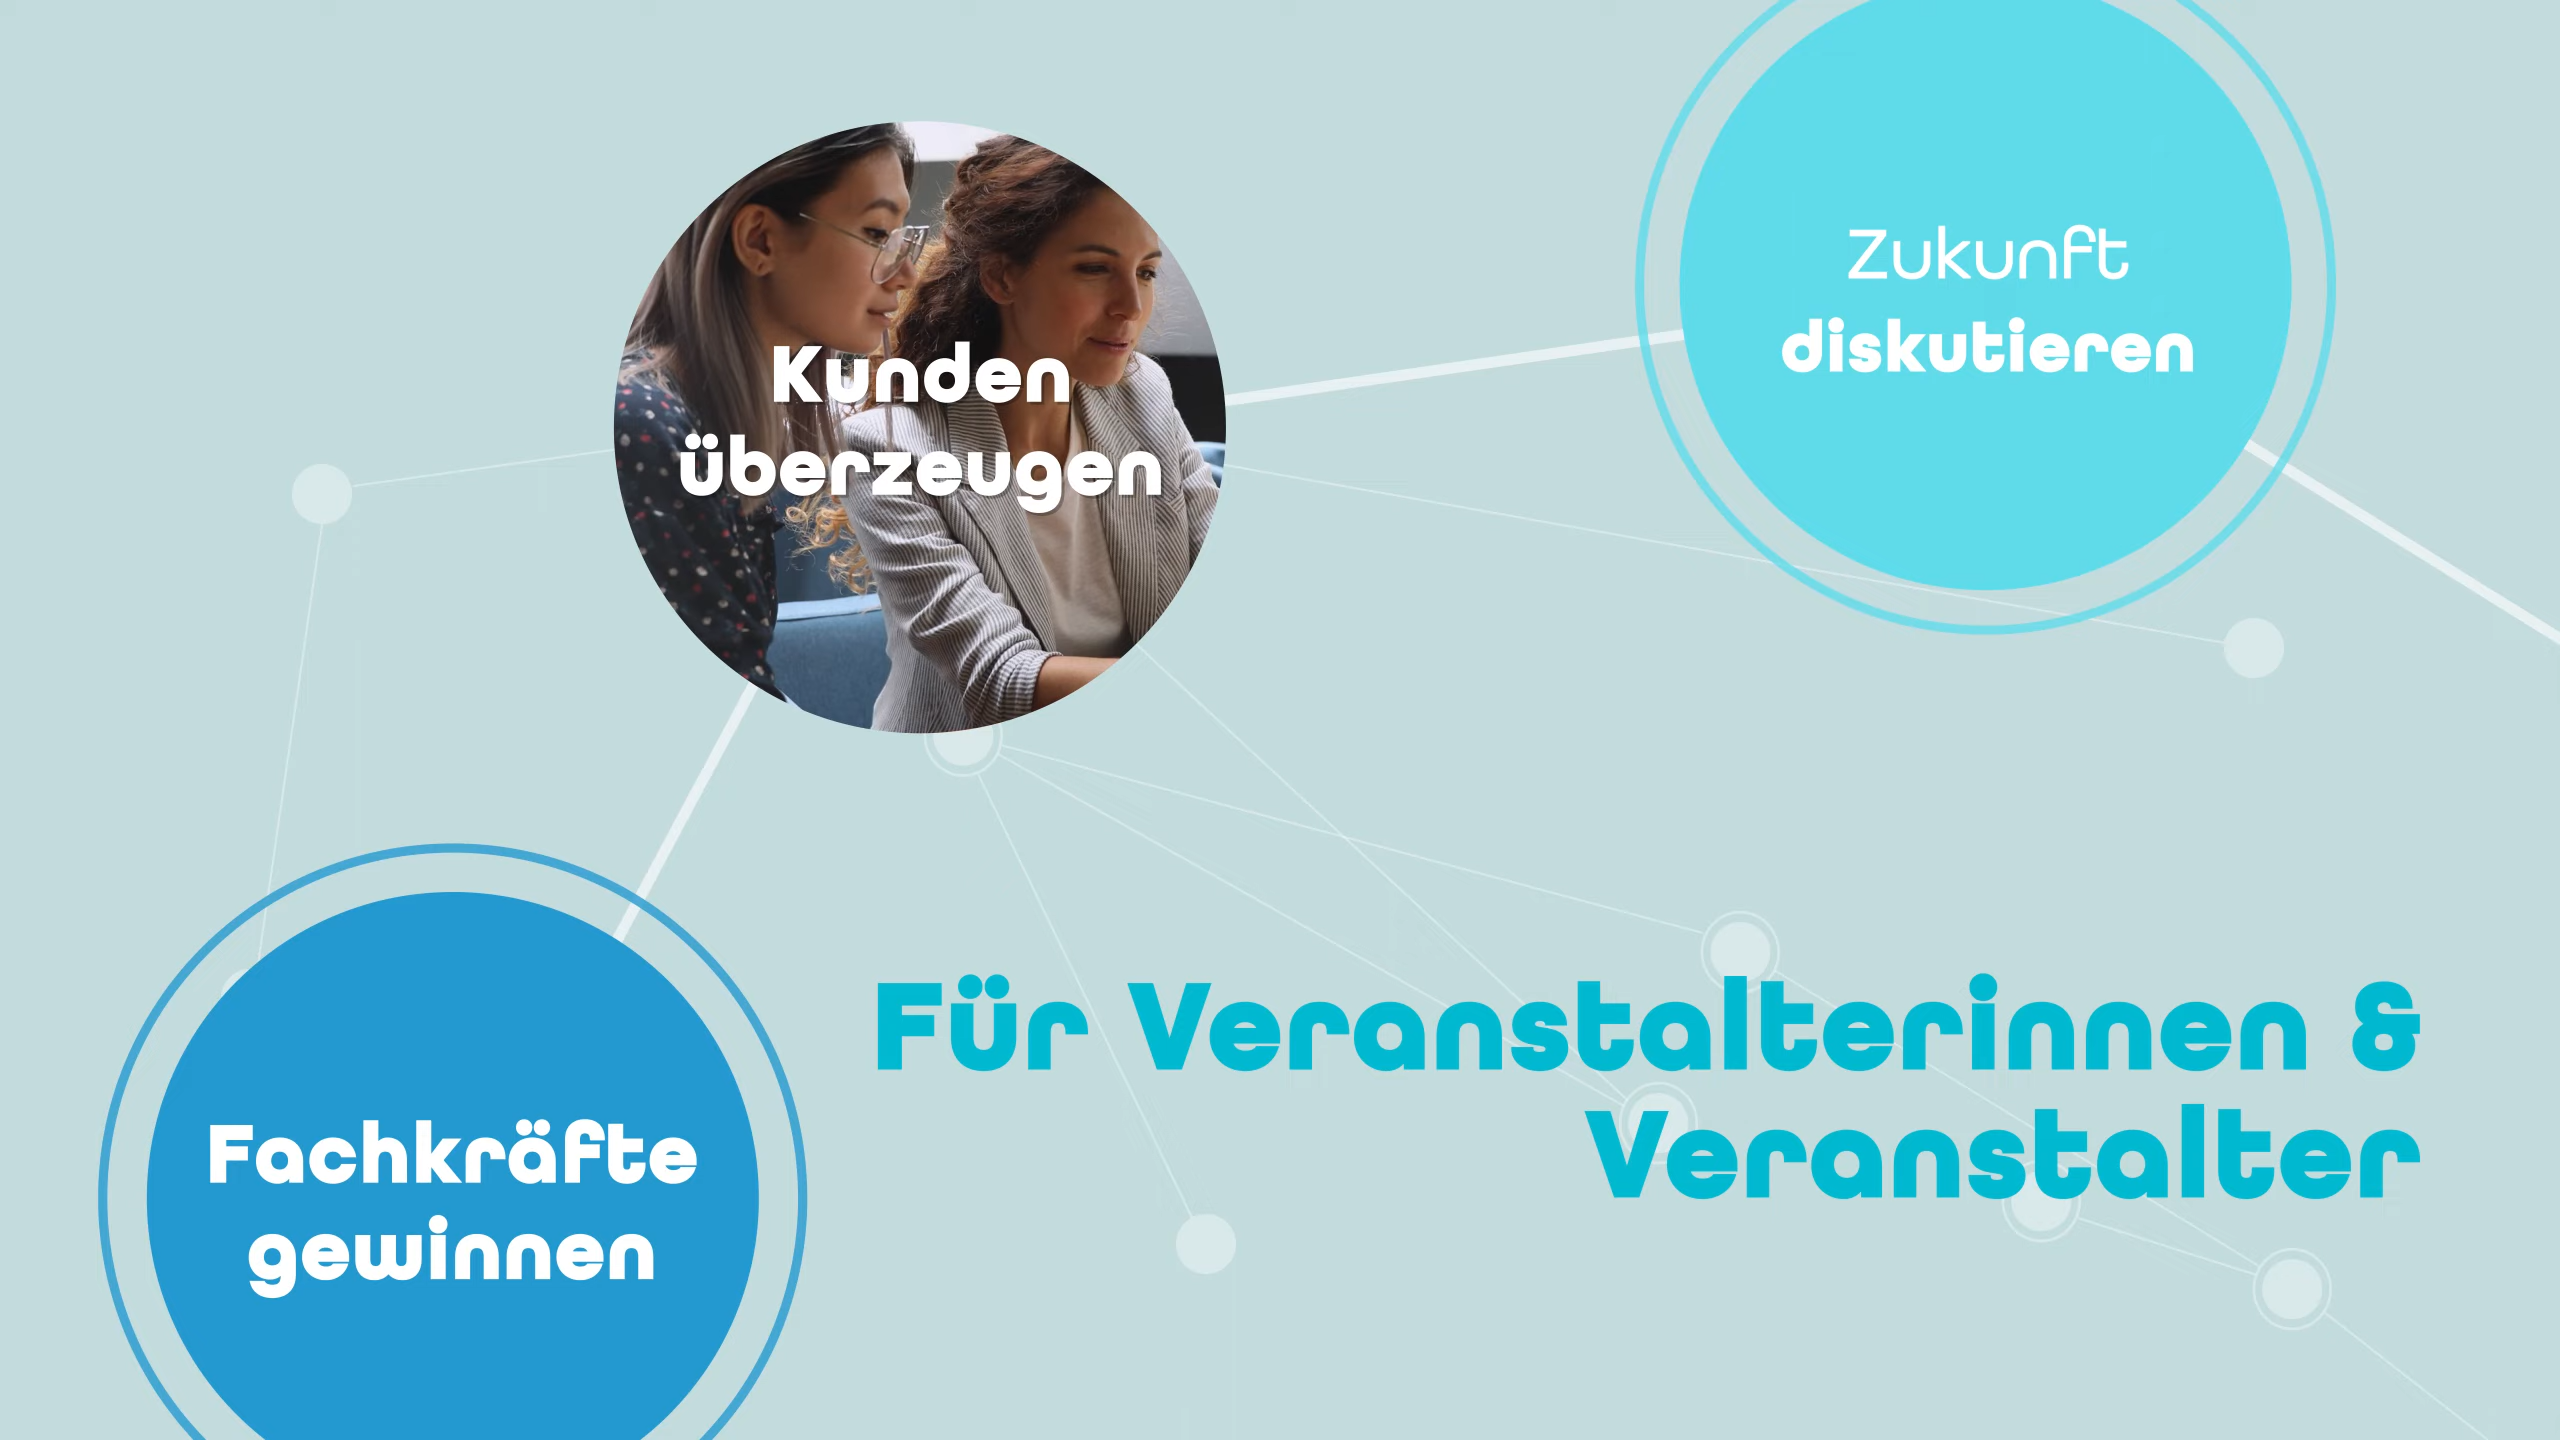 Zukunft
diskutieren
Kunden
überzeugen
Für Veranstalterinnen &
Veranstalter
Fachkräfte
gewinnen